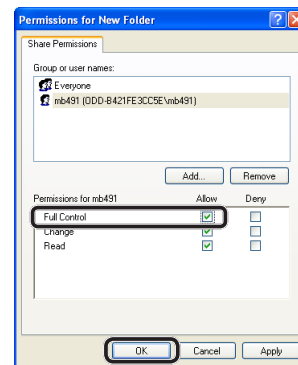 Permissions for New Folder
Share Permissions
Group or user names:
Everyone
mb491 (ODD-B421FE3CC5E\mb491)
Add... Remove
Permissions for mb491 Allow Deny
Full Control
Change
Read
OK Cancel Apply